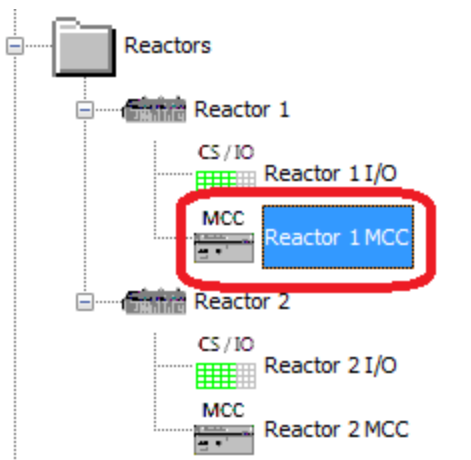 Reactors
Reactor 1
CS/IO
Reactor 1 I/O
MCC
Reactor 1 MCC
Reactor 2
CS/IO
Reactor 2 I/O
MCC
Reactor 2 MCC